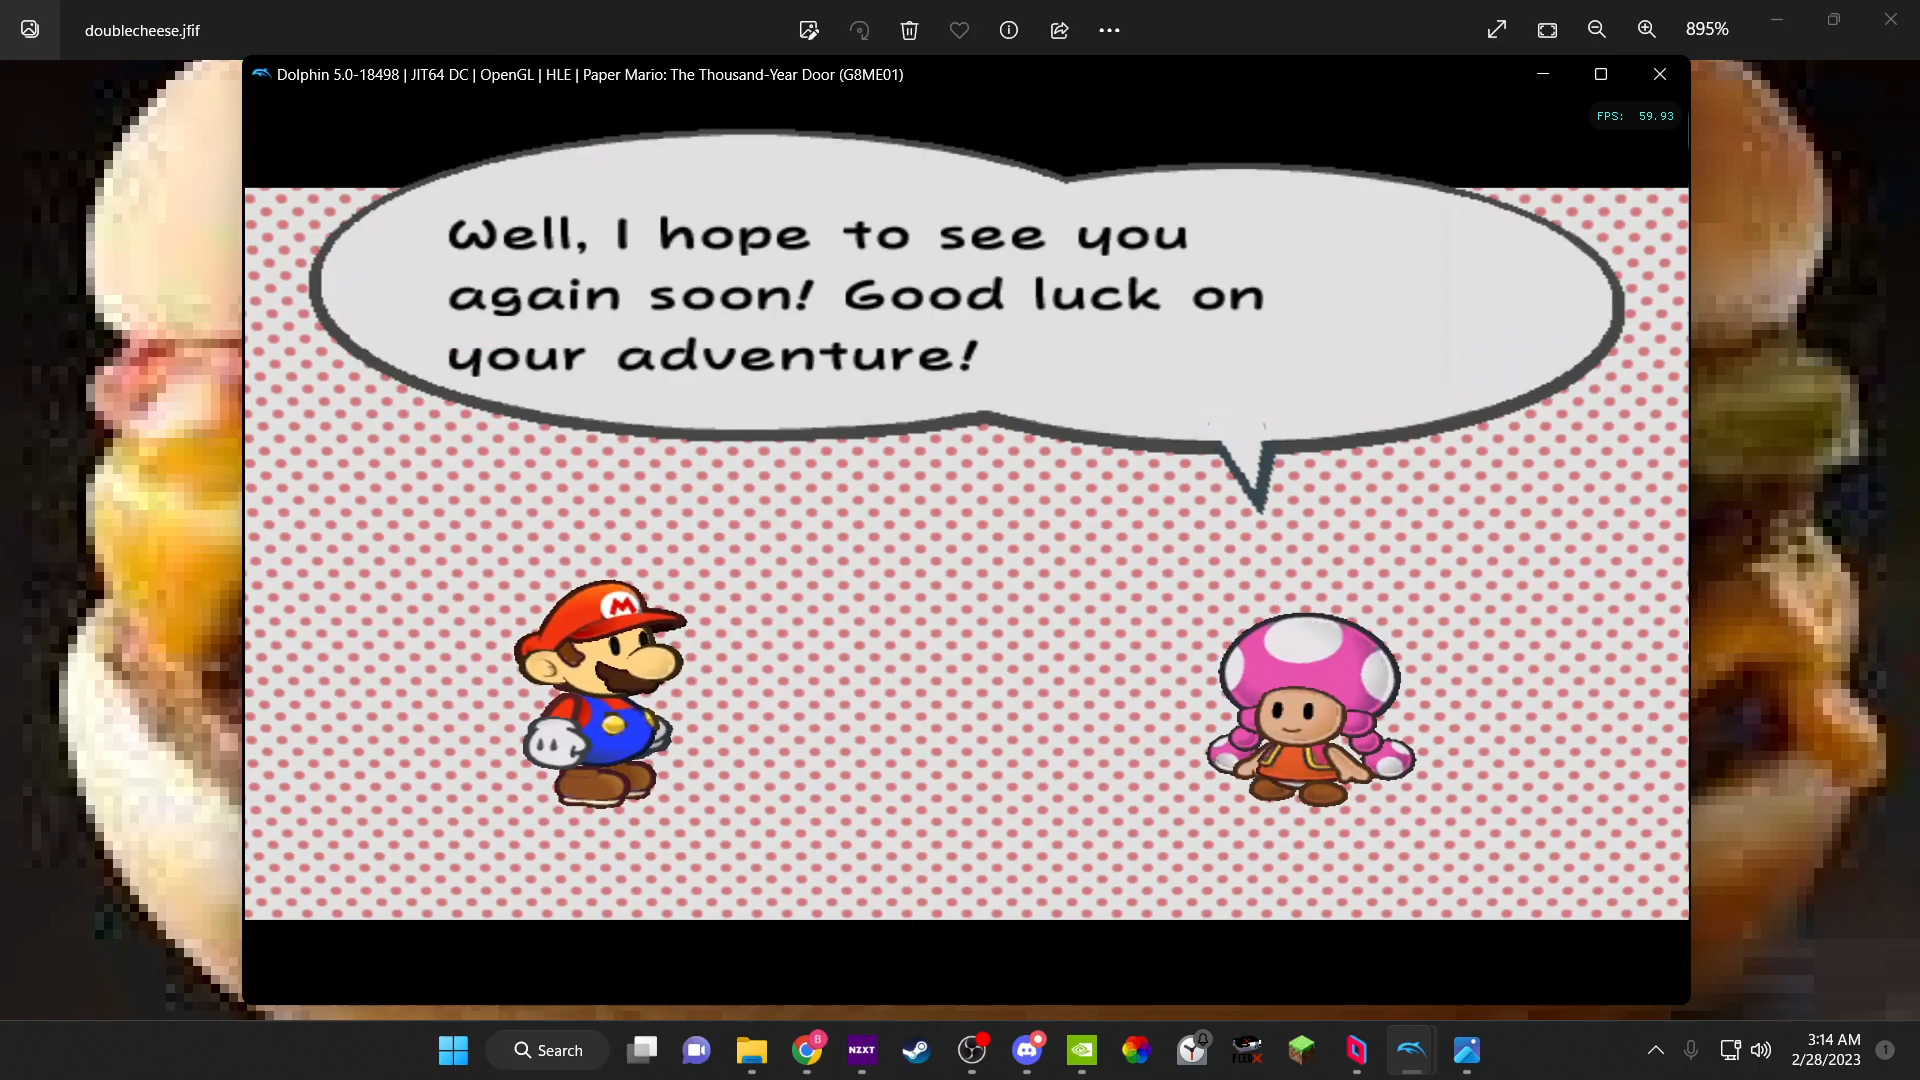 doublecheese.jfif
895%
Dolphin 5.0-18498 | JIT64 DC | OpenGL | HLE | Paper Mario: The Thousand-Year Door (G8ME01)
FPS: 59.93
Well, I hope to see you
again soon! Good luck on
your adventure!
M
Search
B
NZXT
FCEUX
3:14 AM
2/28/2023
1